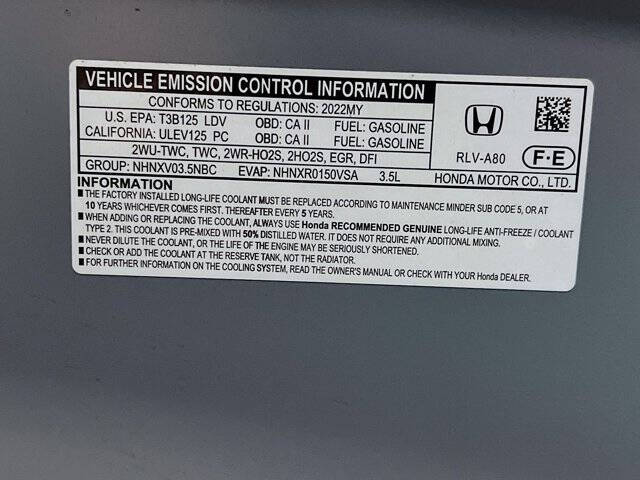 VEHICLE EMISSION CONTROL INFORMATION
CONFORMS TO REGULATIONS: 2022MY
U.S. EPA: T3B125 LDV OBD: CA II FUEL: GASOLINE
CALIFORNIA: ULEV125 PC OBD: CA II FUEL: GASOLINE
2WU-TWC, TWC, 2WR-HO2S, 2HO2S, EGR, DFI
GROUP: NHNXV03.5NBC EVAP: NHNXR0150VSA 3.5L
RLV-A80
F-E
HONDA MOTOR CO., LTD.
INFORMATION
■ THE FACTORY INSTALLED LONG-LIFE COOLANT MUST BE REPLACED ACCORDING TO MAINTENANCE MINDER SUB CODE 5, OR AT
10 YEARS WHICHEVER COMES FIRST. THEREAFTER EVERY 5 YEARS.
■ WHEN ADDING OR REPLACING THE COOLANT, ALWAYS USE Honda RECOMMENDED GENUINE LONG-LIFE ANTI-FREEZE / COOLANT
TYPE 2. THIS COOLANT IS PRE-MIXED WITH 50% DISTILLED WATER. IT DOES NOT REQUIRE ANY ADDITIONAL MIXING.
■ NEVER DILUTE THE COOLANT, OR THE LIFE OF THE ENGINE MAY BE SERIOUSLY SHORTENED.
■ CHECK OR ADD COOLANT AT THE RESERVE TANK, NOT THE RADIATOR.
■ FOR FURTHER INFORMATION ON THE COOLING SYSTEM, READ THE OWNER'S MANUAL OR CHECK WITH YOUR Honda DEALER.